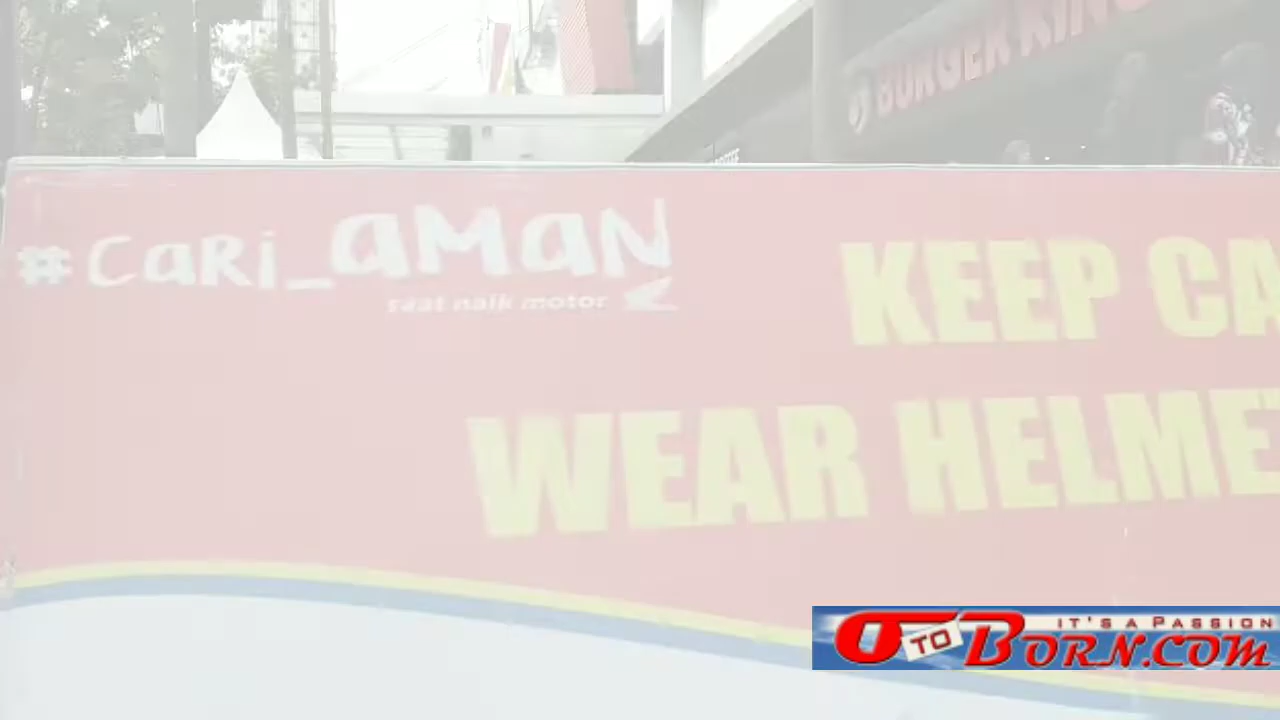 BURGER KING
#CaRi_aMaN
saat naik motor
KEEP CA
WEAR HELME
IT'S A PASSION
OTOBORN.COM